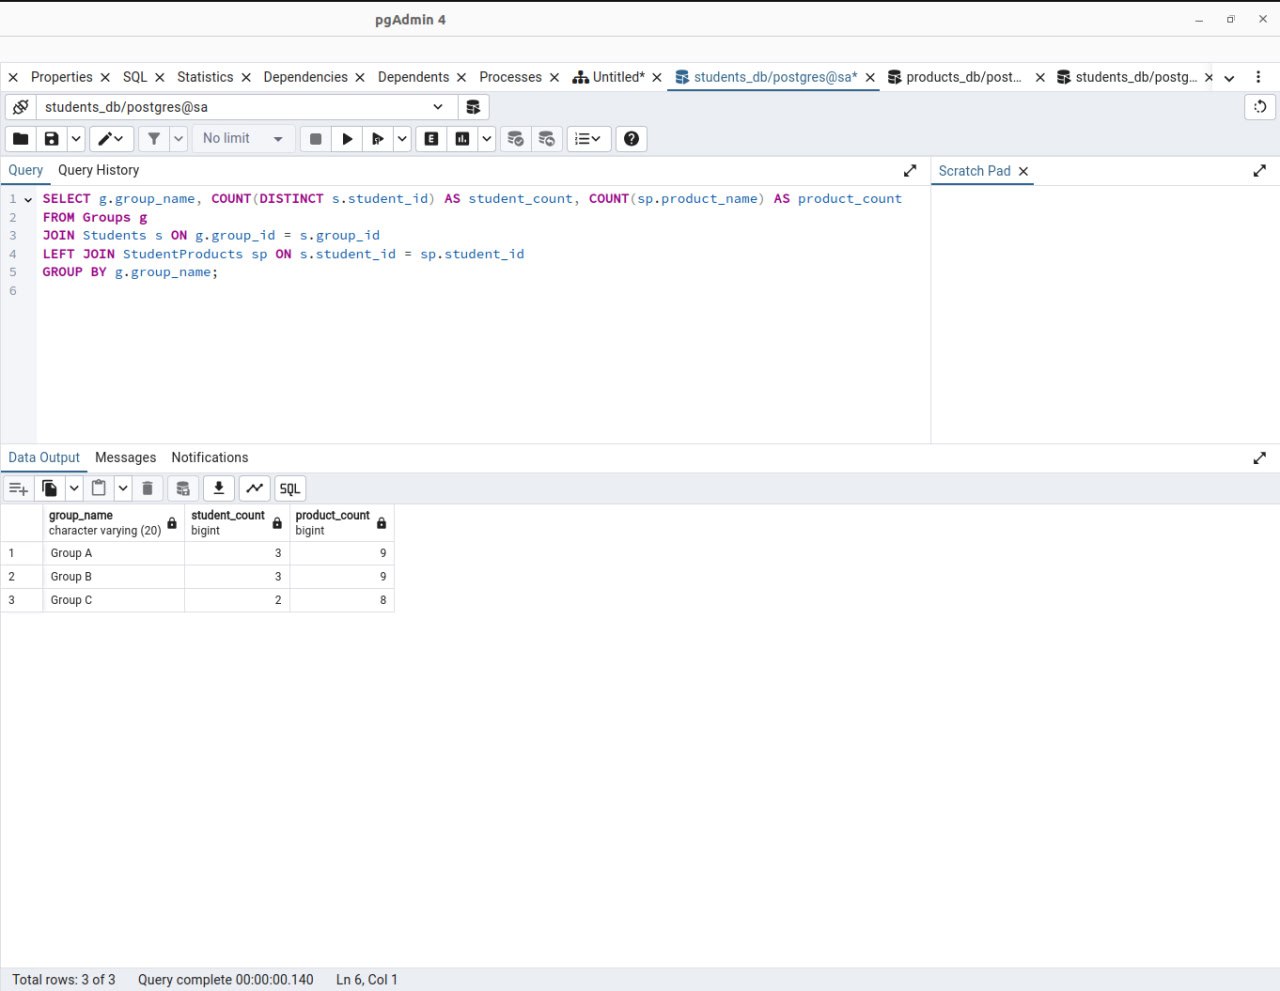 pgAdmin 4
Properties SQL Statistics Dependencies Dependents Processes Untitled* students_db/postgres@sa* products_db/post... students_db/postg...
students_db/postgres@sa
No limit
E
SQL
Query Query History
Scratch Pad
1 SELECT g.group_name, COUNT(DISTINCT s.student_id) AS student_count, COUNT(sp.product_name) AS product_count
2 FROM Groups g
3 JOIN Students s ON g.group_id = s.group_id
4 LEFT JOIN StudentProducts sp ON s.student_id = sp.student_id
5 GROUP BY g.group_name;
6
Data Output Messages Notifications
group_name student_count product_count
character varying (20) bigint bigint
1 Group A 3 9
2 Group B 3 9
3 Group C 2 8
Total rows: 3 of 3 Query complete 00:00:00.140 Ln 6, Col 1